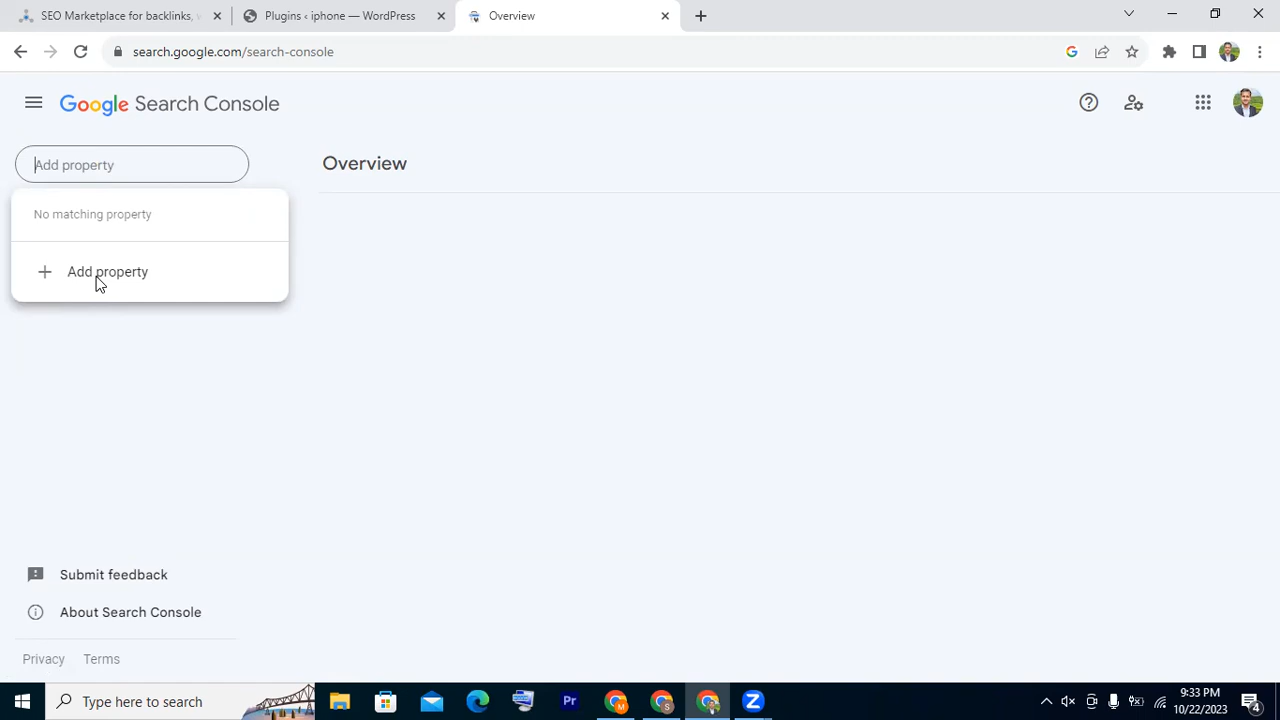 SEO Marketplace for backlinks,
Plugins ‹ iphone — WordPress
Overview
search.google.com/search-console
Google Search Console
Add property
Overview
No matching property
Add property
Submit feedback
About Search Console
Privacy
Terms
Type here to search
Pr
9:33 PM
10/22/2023
4